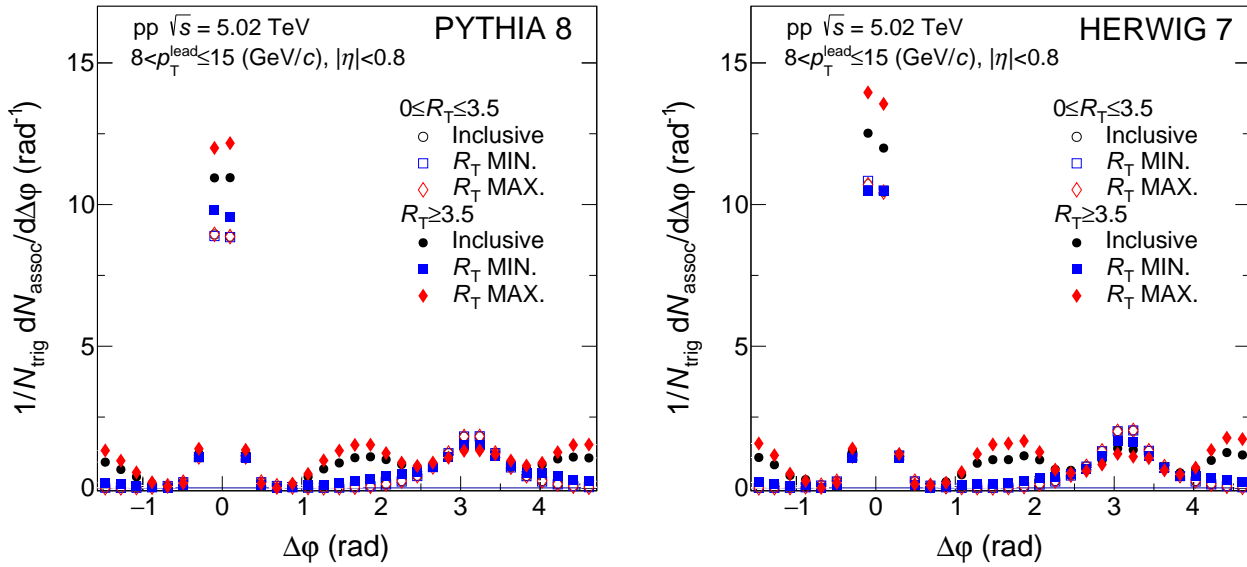 pp √s = 5.02 TeV PYTHIA 8
8<p_T^lead≤15 (GeV/c), |η|<0.8
0≤R_T≤3.5
Inclusive
R_T MIN.
R_T MAX.
R_T≥3.5
Inclusive
R_T MIN.
R_T MAX.
15
10
5
0
1/N_trig dN_assoc/dΔφ (rad⁻¹)
−1 0 1 2 3 4
Δφ (rad)
pp √s = 5.02 TeV HERWIG 7
8<p_T^lead≤15 (GeV/c), |η|<0.8
0≤R_T≤3.5
Inclusive
R_T MIN.
R_T MAX.
R_T≥3.5
Inclusive
R_T MIN.
R_T MAX.
15
10
5
0
1/N_trig dN_assoc/dΔφ (rad⁻¹)
−1 0 1 2 3 4
Δφ (rad)